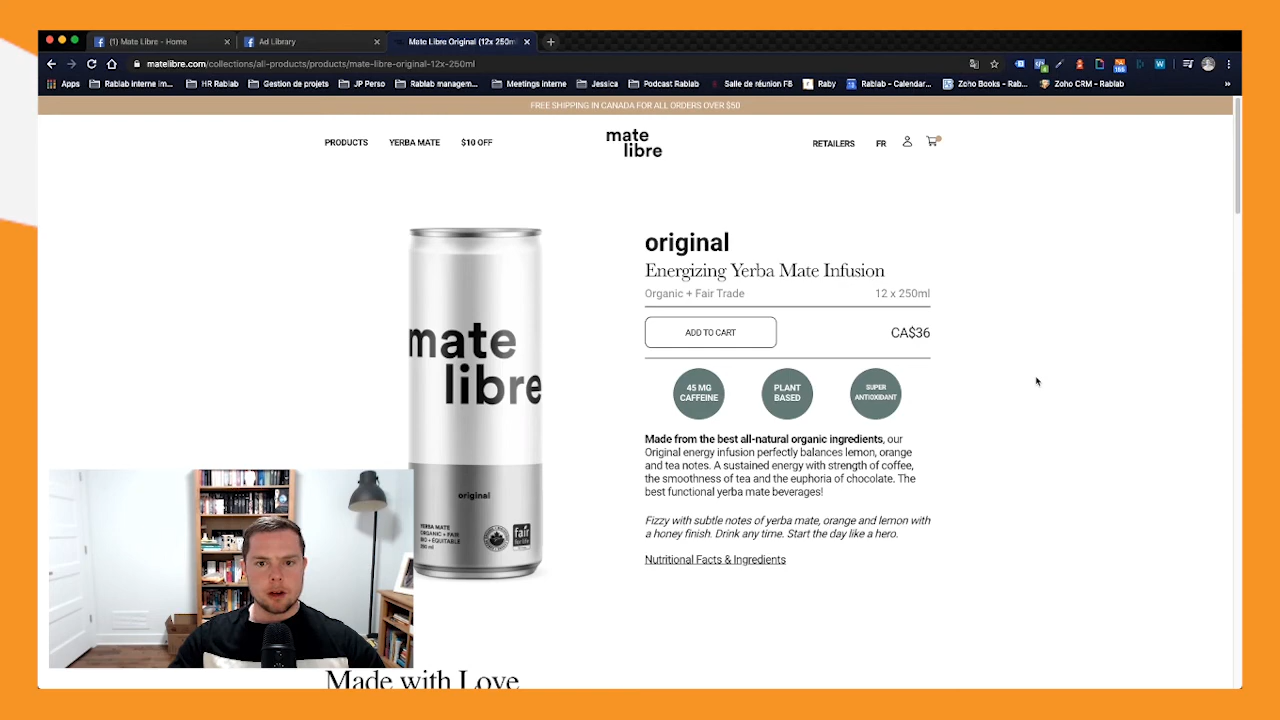 (1) Mate Libre - Home
Ad Library
Mate Libre Original (12x 250ml
matelibre.com/collections/all-products/products/mate-libre-original-12x-250ml
Apps
Rablab interne im...
HR Rablab
Gestion de projets
JP Perso
Rablab managem...
Meetings interne
Jessica
Podcast Rablab
Salle de réunion F8
Raby
Rablab - Calendar...
Zoho Books - Rab...
Zoho CRM - Rablab
FREE SHIPPING IN CANADA FOR ALL ORDERS OVER $50
PRODUCTS
YERBA MATE
$10 OFF
mate
libre
RETAILERS
FR
original
Energizing Yerba Mate Infusion
Organic + Fair Trade
12 x 250ml
ADD TO CART
CA$36
45 MG
CAFFEINE
PLANT
BASED
SUPER
ANTIOXIDANT
Made from the best all-natural organic ingredients, our
Original energy infusion perfectly balances lemon, orange
and tea notes. A sustained energy with strength of coffee,
the smoothness of tea and the euphoria of chocolate. The
best functional yerba mate beverages!
Fizzy with subtle notes of yerba mate, orange and lemon with
a honey finish. Drink any time. Start the day like a hero.
Nutritional Facts & Ingredients
mate
libre
original
YERBA MATE
ORGANIC + FAIR
BIO + ÉQUITABLE
250 ml
fair
for life
Made with Love